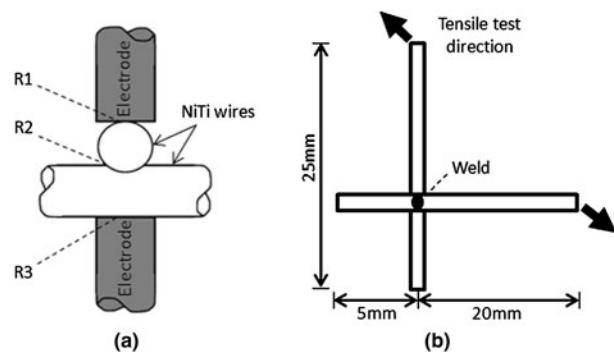 R1
Electrode
R2
NiTi wires
R3
Electrode
(a)
Tensile test
direction
25mm
Weld
5mm
20mm
(b)